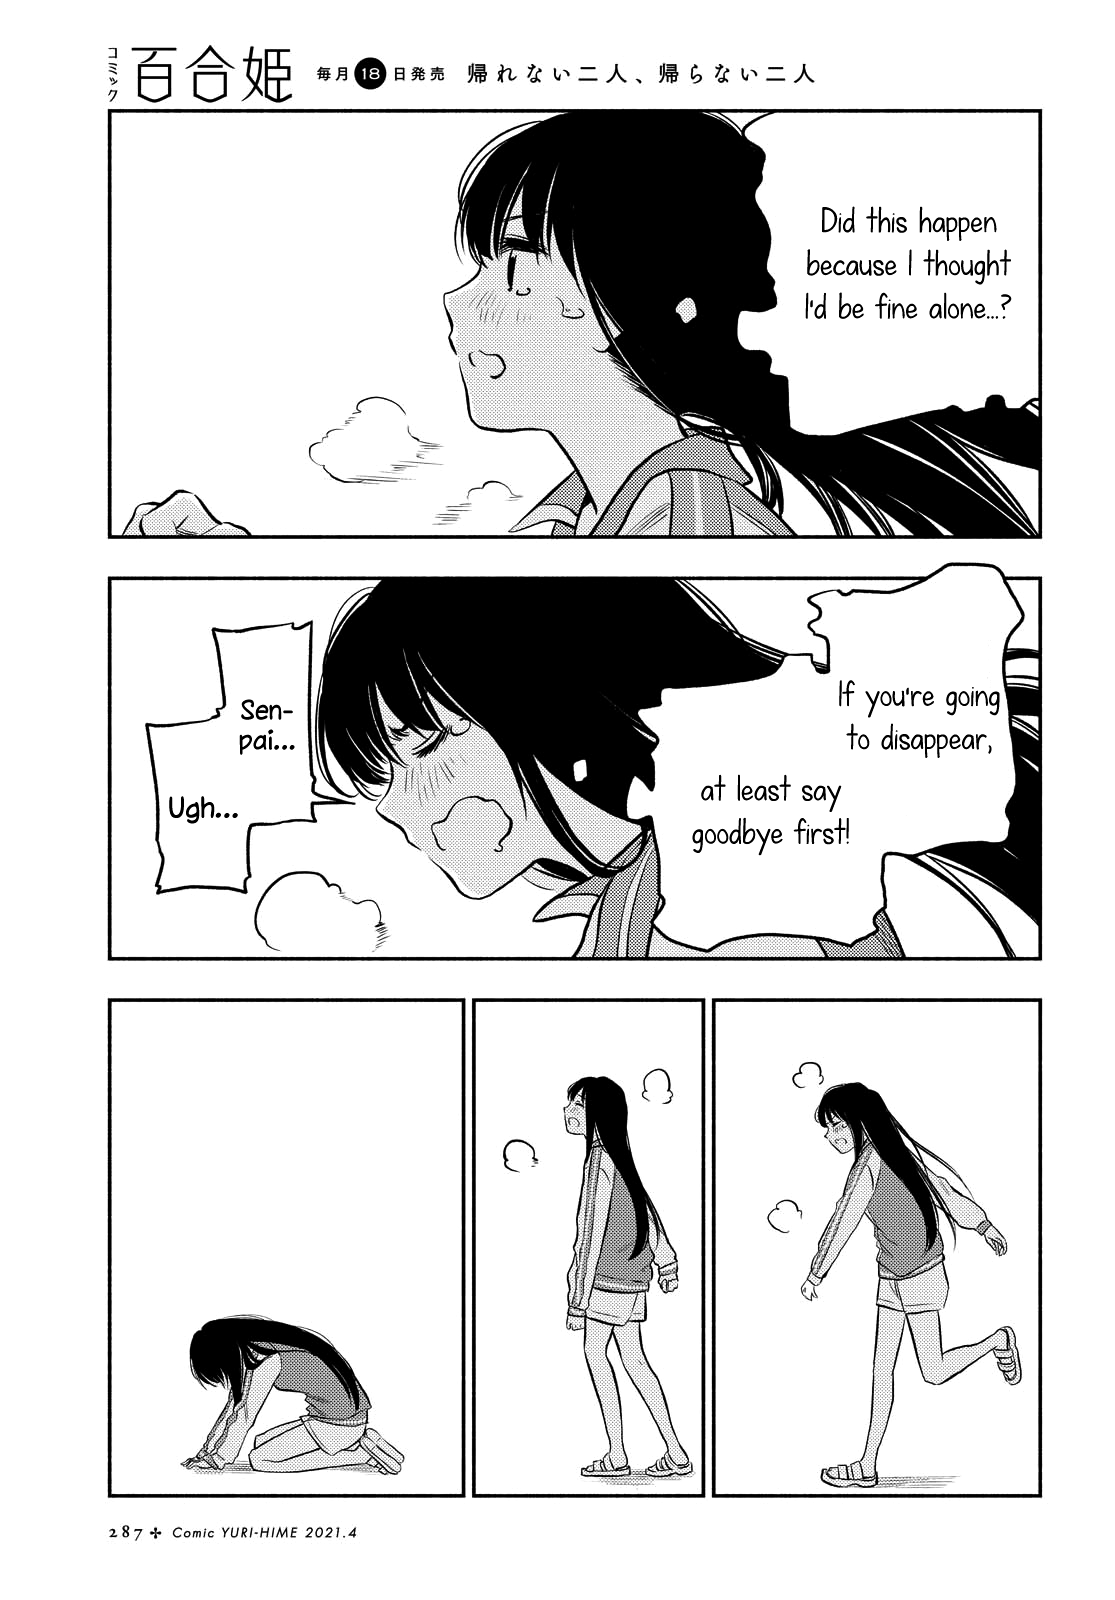 コミック
百合姫 毎月18日発売 帰れない二人、帰らない二人
Did this happen
because I thought
I'd be fine alone...?
If you're going
to disappear,
at least say
goodbye first!
Sen-
pai...
Ugh...
287 ✣ Comic YURI-HIME 2021.4